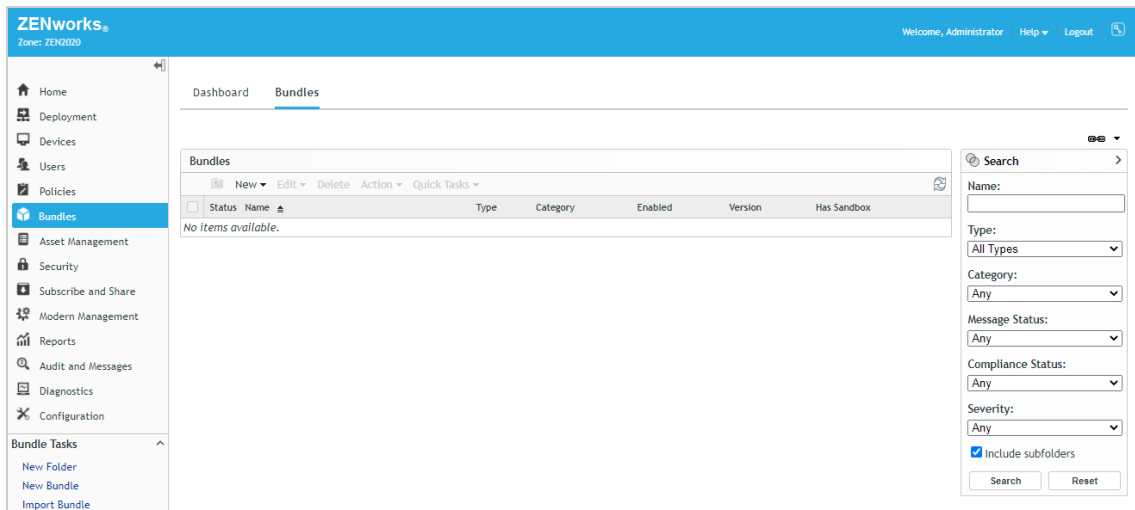 ZENworks®
Zone: ZEN2020
Welcome, Administrator Help Logout
Home
Deployment
Devices
Users
Policies
Bundles
Asset Management
Security
Subscribe and Share
Modern Management
Reports
Audit and Messages
Diagnostics
Configuration
Bundle Tasks
New Folder
New Bundle
Import Bundle
Dashboard Bundles
Bundles
New Edit Delete Action Quick Tasks
Status Name Type Category Enabled Version Has Sandbox
No items available.
Search
Name:
Type:
All Types
Category:
Any
Message Status:
Any
Compliance Status:
Any
Severity:
Any
Include subfolders
Search Reset